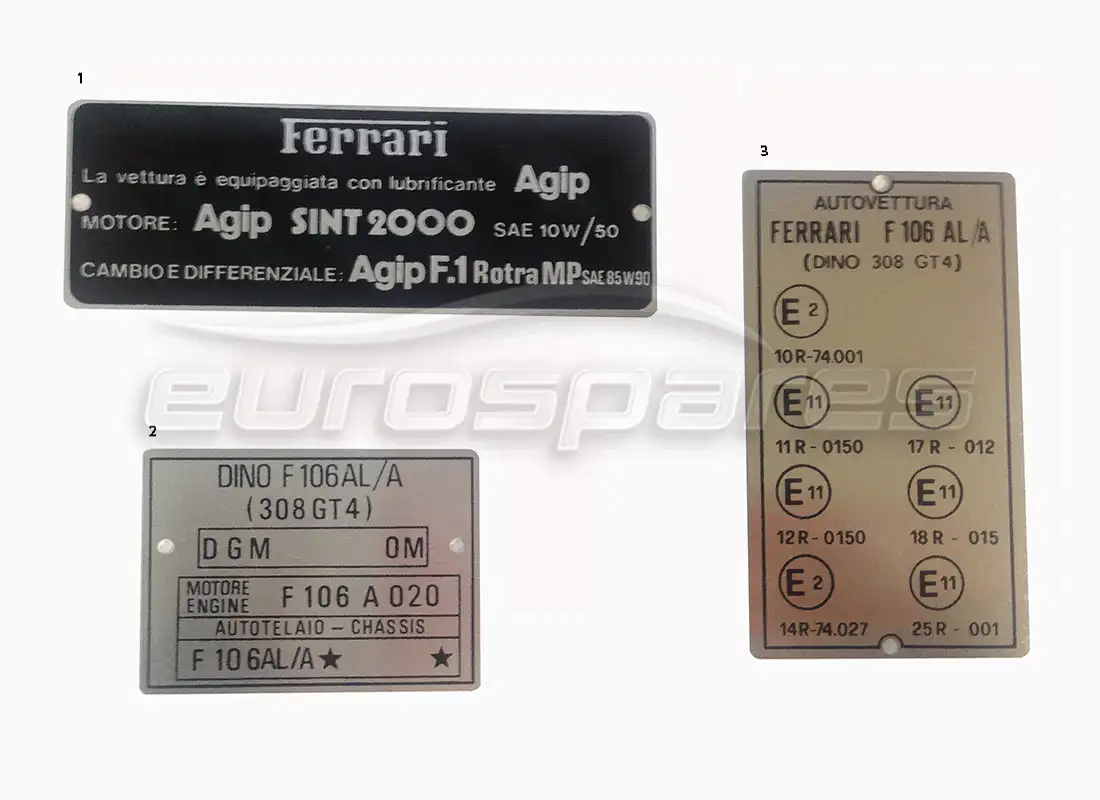 1
Ferrari
La vettura è equipaggiata con lubrificante Agip
MOTORE: Agip SINT 2000 SAE 10W/50
CAMBIO E DIFFERENZIALE: Agip F.1 Rotra MP SAE 85W90
2
DINO F106AL/A
(308GT4)
DGM OM
MOTORE
ENGINE F 106 A 020
AUTOTELAIO - CHASSIS
F 106AL/A★ ★
3
AUTOVETTURA
FERRARI F 106 AL/A
(DINO 308 GT4)
E 2
10R-74.001
E 11 E 11
11R-0150 17R-012
E 11 E 11
12R-0150 18R-015
E 2 E 11
14R-74.027 25R-001
eurospares